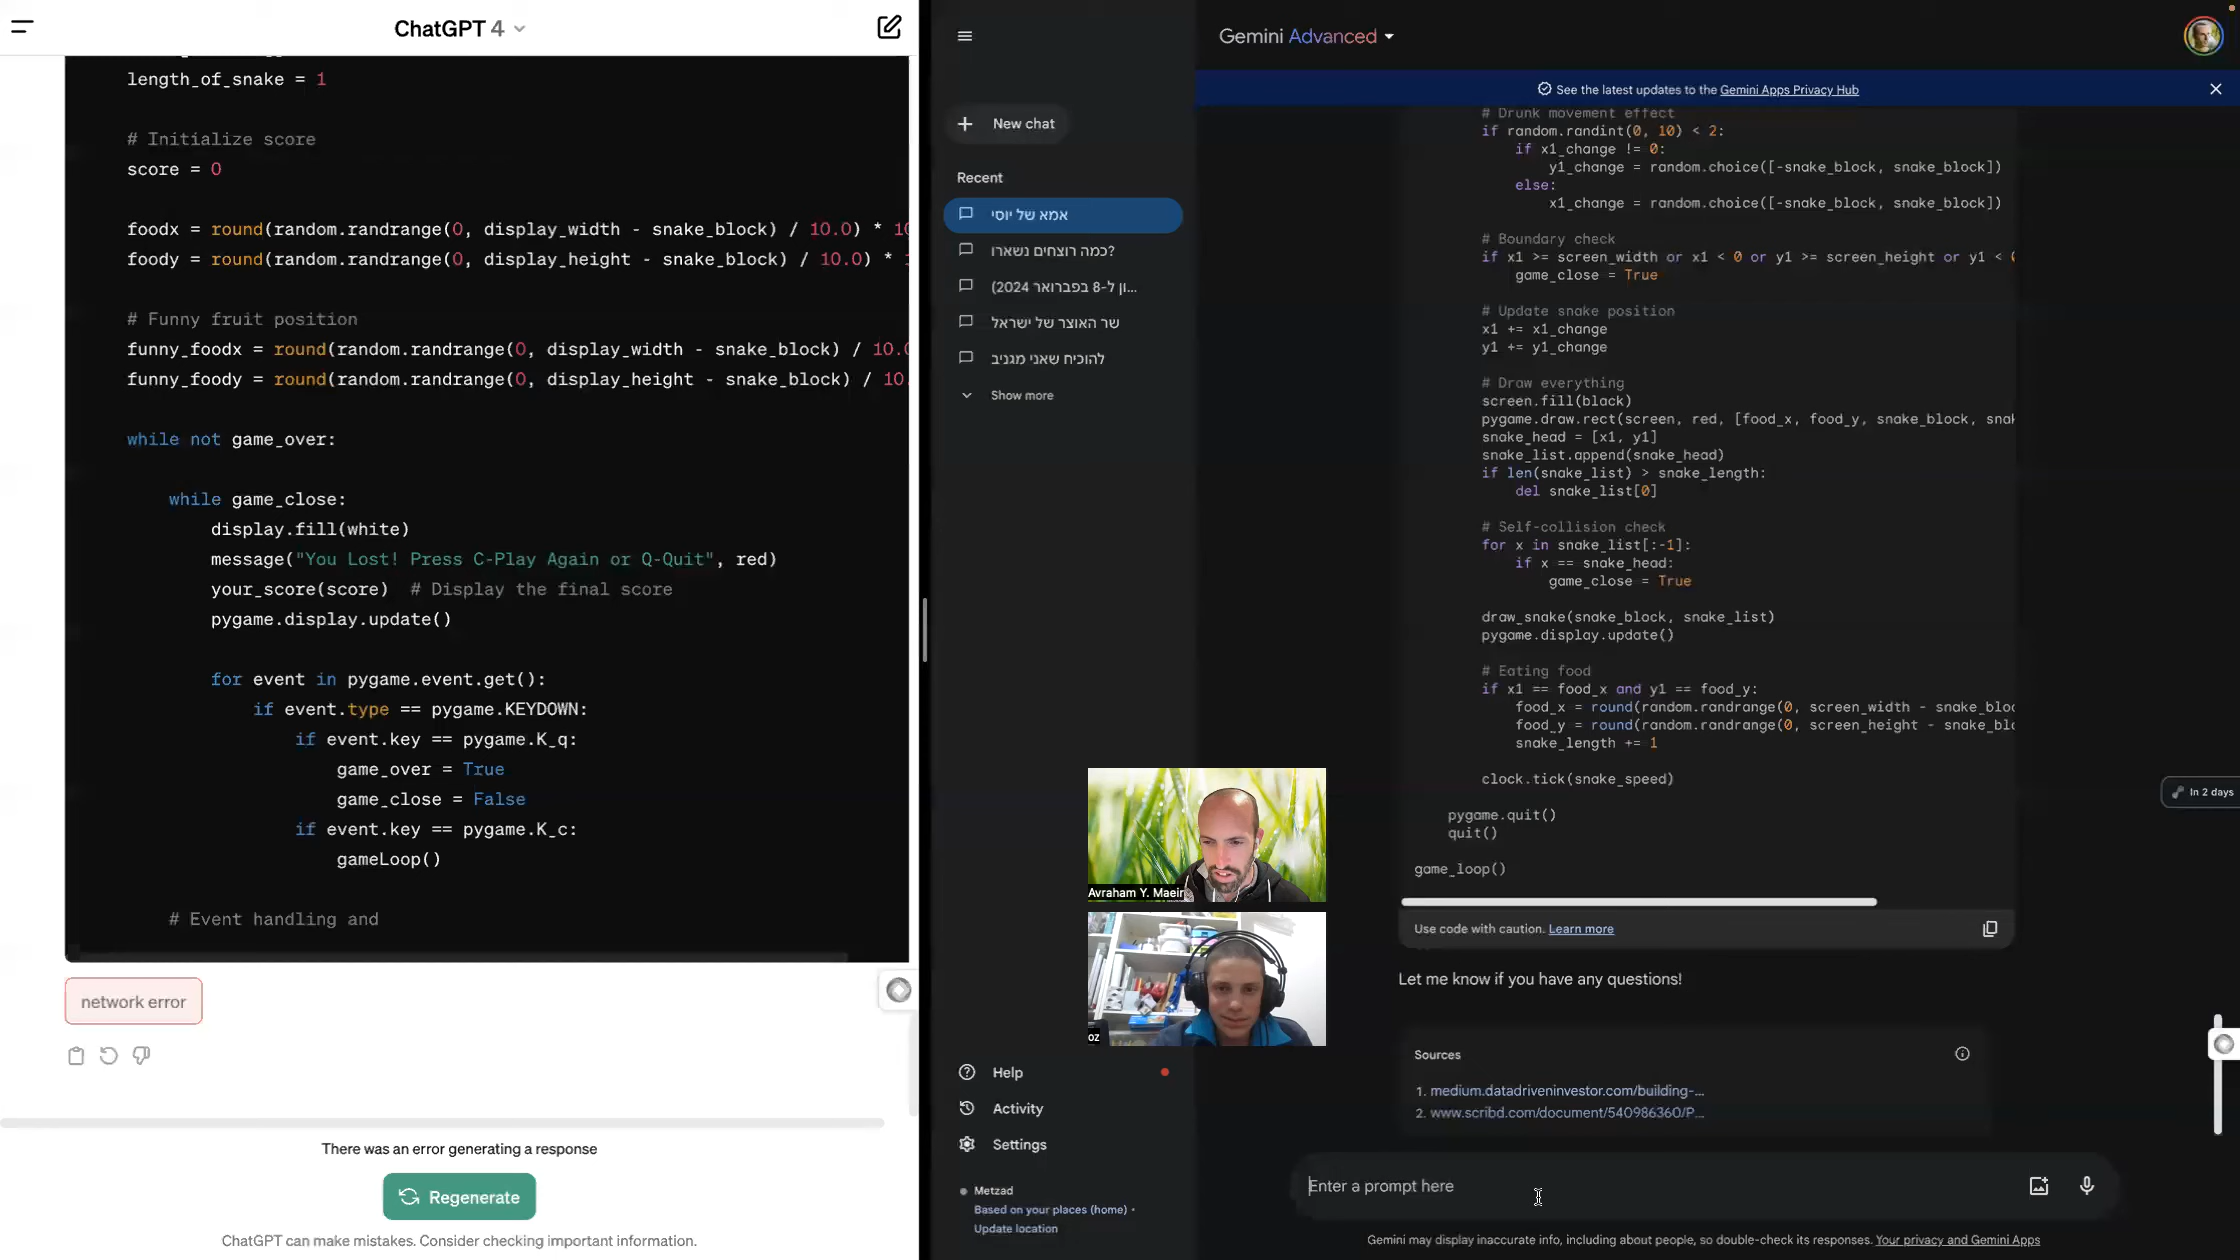 ChatGPT 4
length_of_snake = 1
# Initialize score
score = 0
foodx = round(random.randrange(0, display_width - snake_block) / 10.0) * 10
foody = round(random.randrange(0, display_height - snake_block) / 10.0) *
# Funny fruit position
funny_foodx = round(random.randrange(0, display_width - snake_block) / 10.0
funny_foody = round(random.randrange(0, display_height - snake_block) / 10.
while not game_over:
while game_close:
display.fill(white)
message("You Lost! Press C-Play Again or Q-Quit", red)
your_score(score)  # Display the final score
pygame.display.update()
for event in pygame.event.get():
if event.type == pygame.KEYDOWN:
if event.key == pygame.K_q:
game_over = True
game_close = False
if event.key == pygame.K_c:
gameLoop()
# Event handling and
network error
There was an error generating a response
Regenerate
ChatGPT can make mistakes. Consider checking important information.
New chat
Recent
אמא של יוסי
כמה רוצחים נשארו?
...ון ל-8 בפברואר 2024)
שר האוצר של ישראל
להוכיח שאני מגניב
Show more
Avraham Y. Maeir
oz
Help
Activity
Settings
Metzad
Based on your places (home) •
Update location
Gemini Advanced
See the latest updates to the Gemini Apps Privacy Hub
# Drunk movement effect
if random.randint(0, 10) < 2:
if x1_change != 0:
y1_change = random.choice([-snake_block, snake_block])
else:
x1_change = random.choice([-snake_block, snake_block])
# Boundary check
if x1 >= screen_width or x1 < 0 or y1 >= screen_height or y1 < 0
game_close = True
# Update snake position
x1 += x1_change
y1 += y1_change
# Draw everything
screen.fill(black)
pygame.draw.rect(screen, red, [food_x, food_y, snake_block, snak
snake_head = [x1, y1]
snake_list.append(snake_head)
if len(snake_list) > snake_length:
del snake_list[0]
# Self-collision check
for x in snake_list[:-1]:
if x == snake_head:
game_close = True
draw_snake(snake_block, snake_list)
pygame.display.update()
# Eating food
if x1 == food_x and y1 == food_y:
food_x = round(random.randrange(0, screen_width - snake_bloc
food_y = round(random.randrange(0, screen_height - snake_blo
snake_length += 1
clock.tick(snake_speed)
pygame.quit()
quit()
game_loop()
Use code with caution. Learn more
Let me know if you have any questions!
Sources
1. medium.datadriveninvestor.com/building-...
2. www.scribd.com/document/540986360/P...
In 2 days
Enter a prompt here
Gemini may display inaccurate info, including about people, so double-check its responses. Your privacy and Gemini Apps